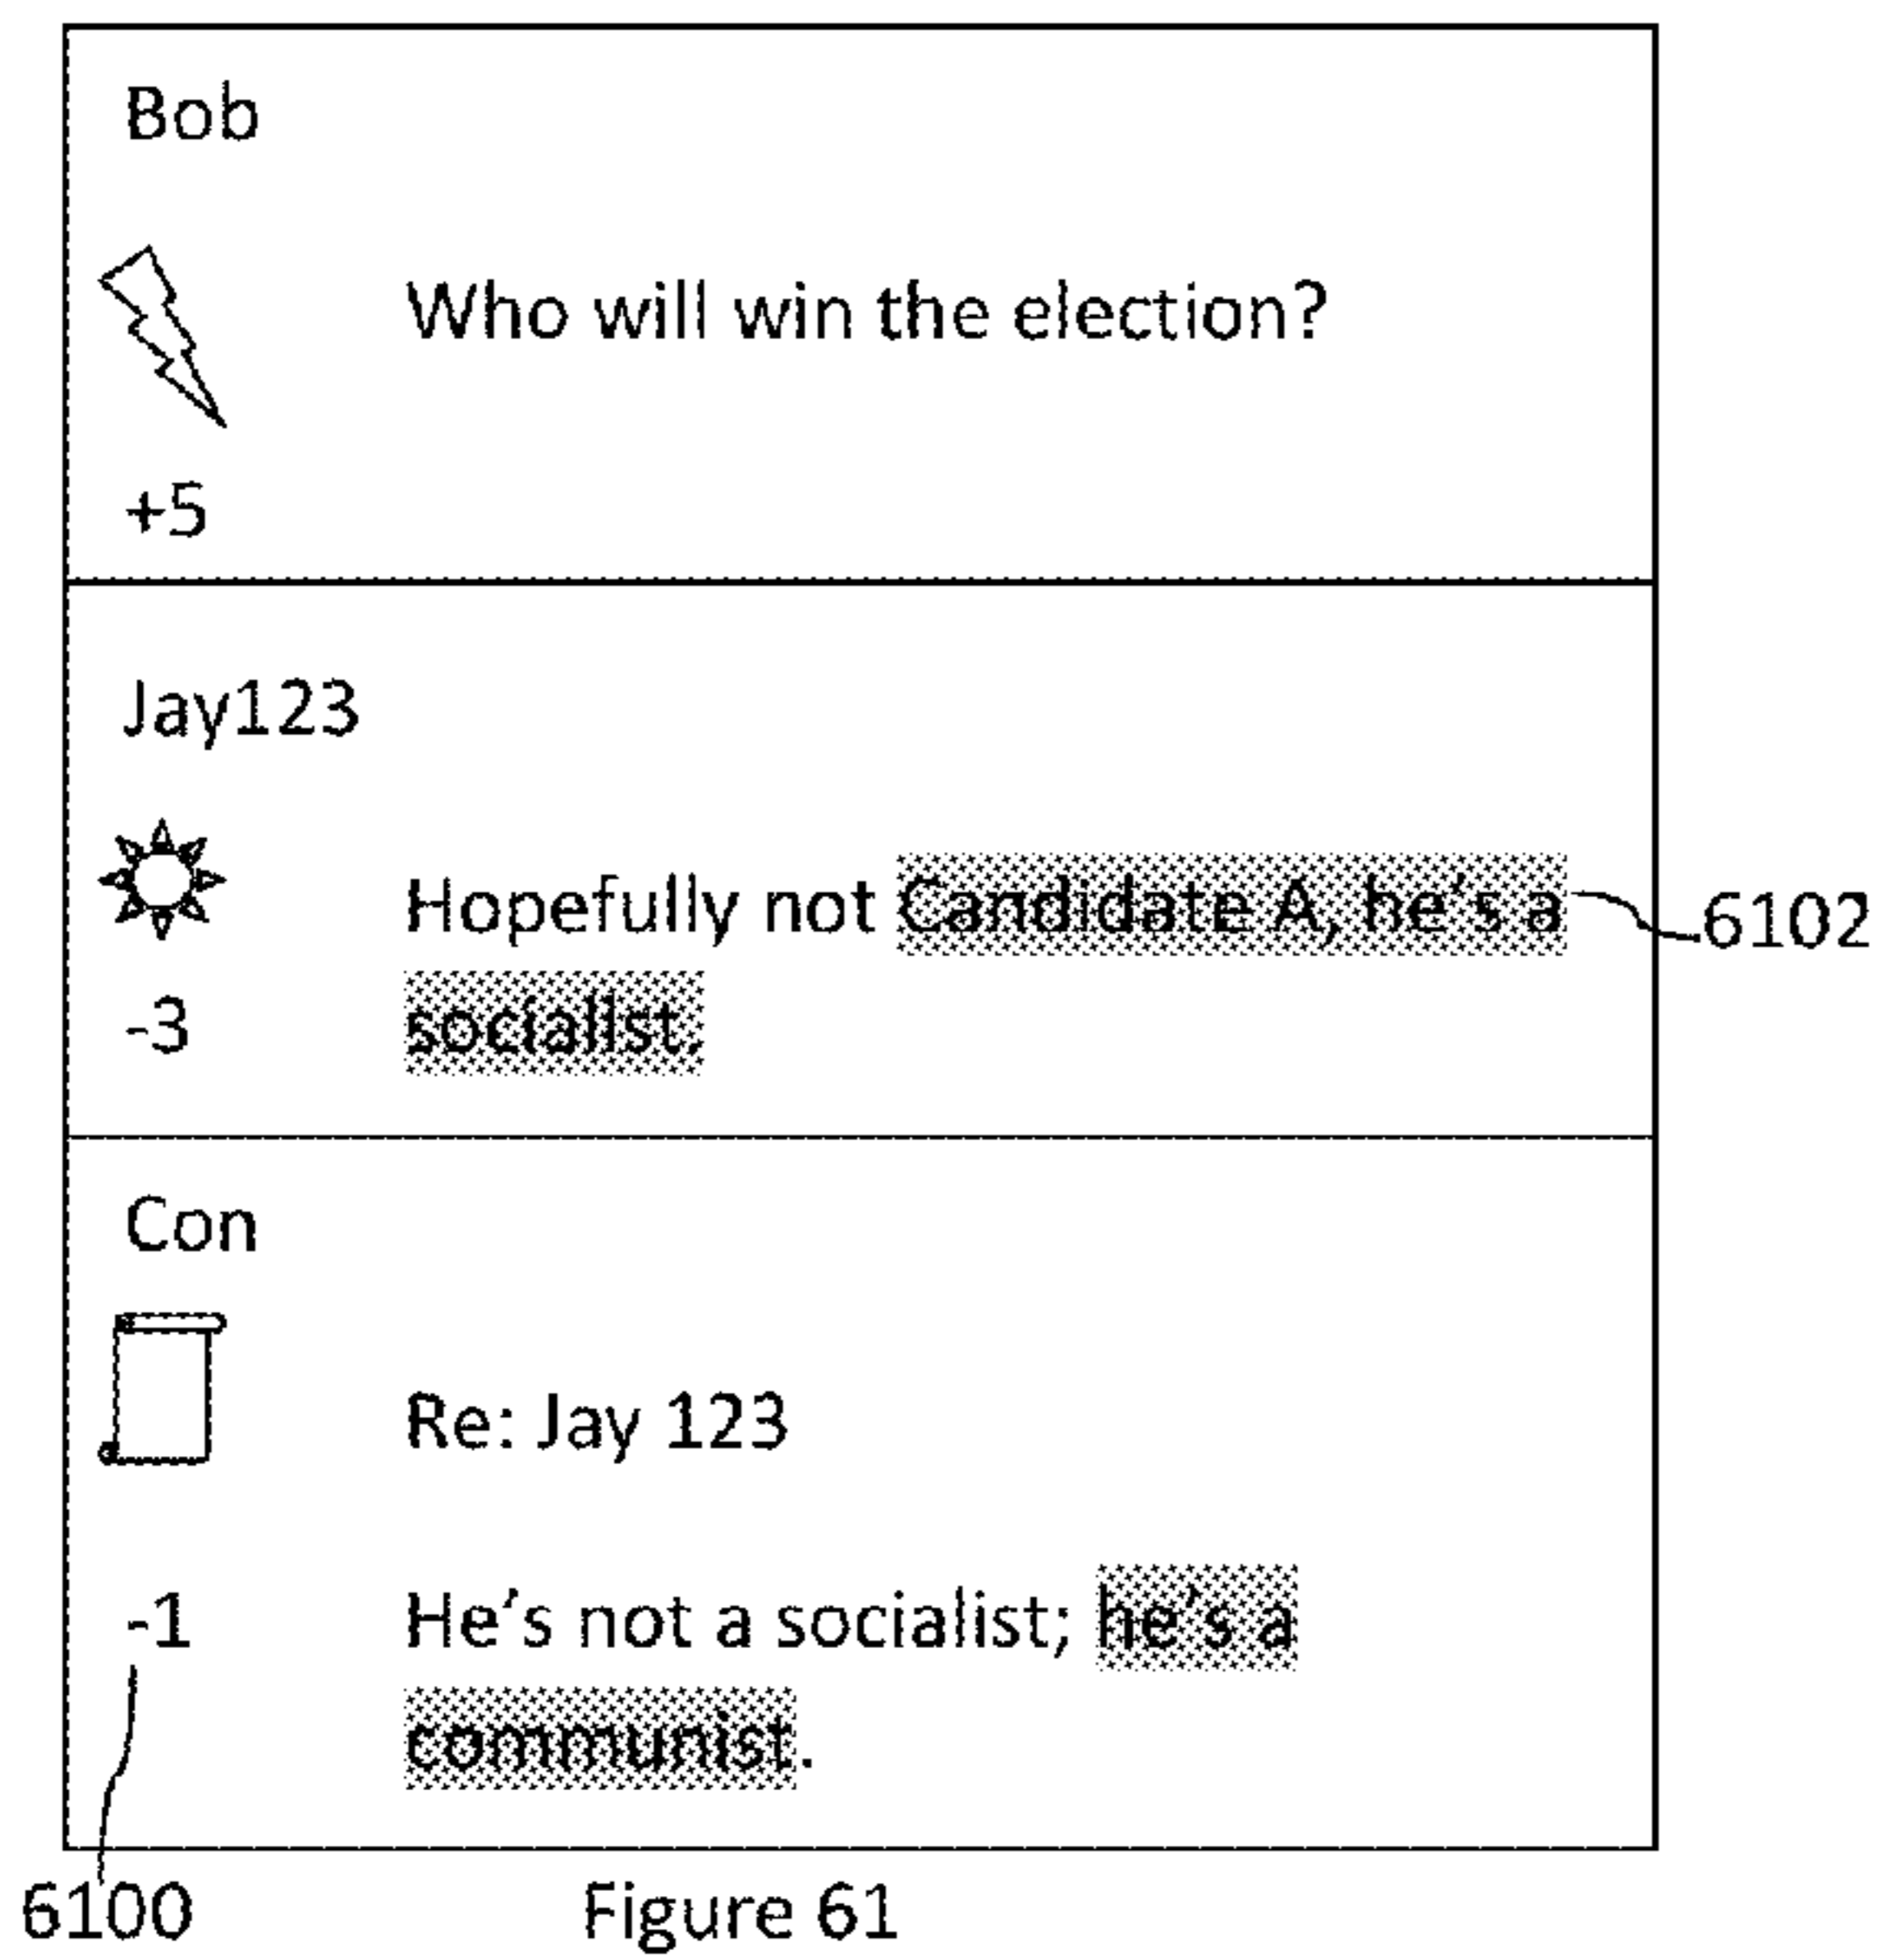 Bob
Who will win the election?
+5
Jay123
Hopefully not Candidate A, he's a
6102
-3 socialist.
Con
Re: Jay 123
-1 He's not a socialist; he's a
communist.
6100
Figure 61